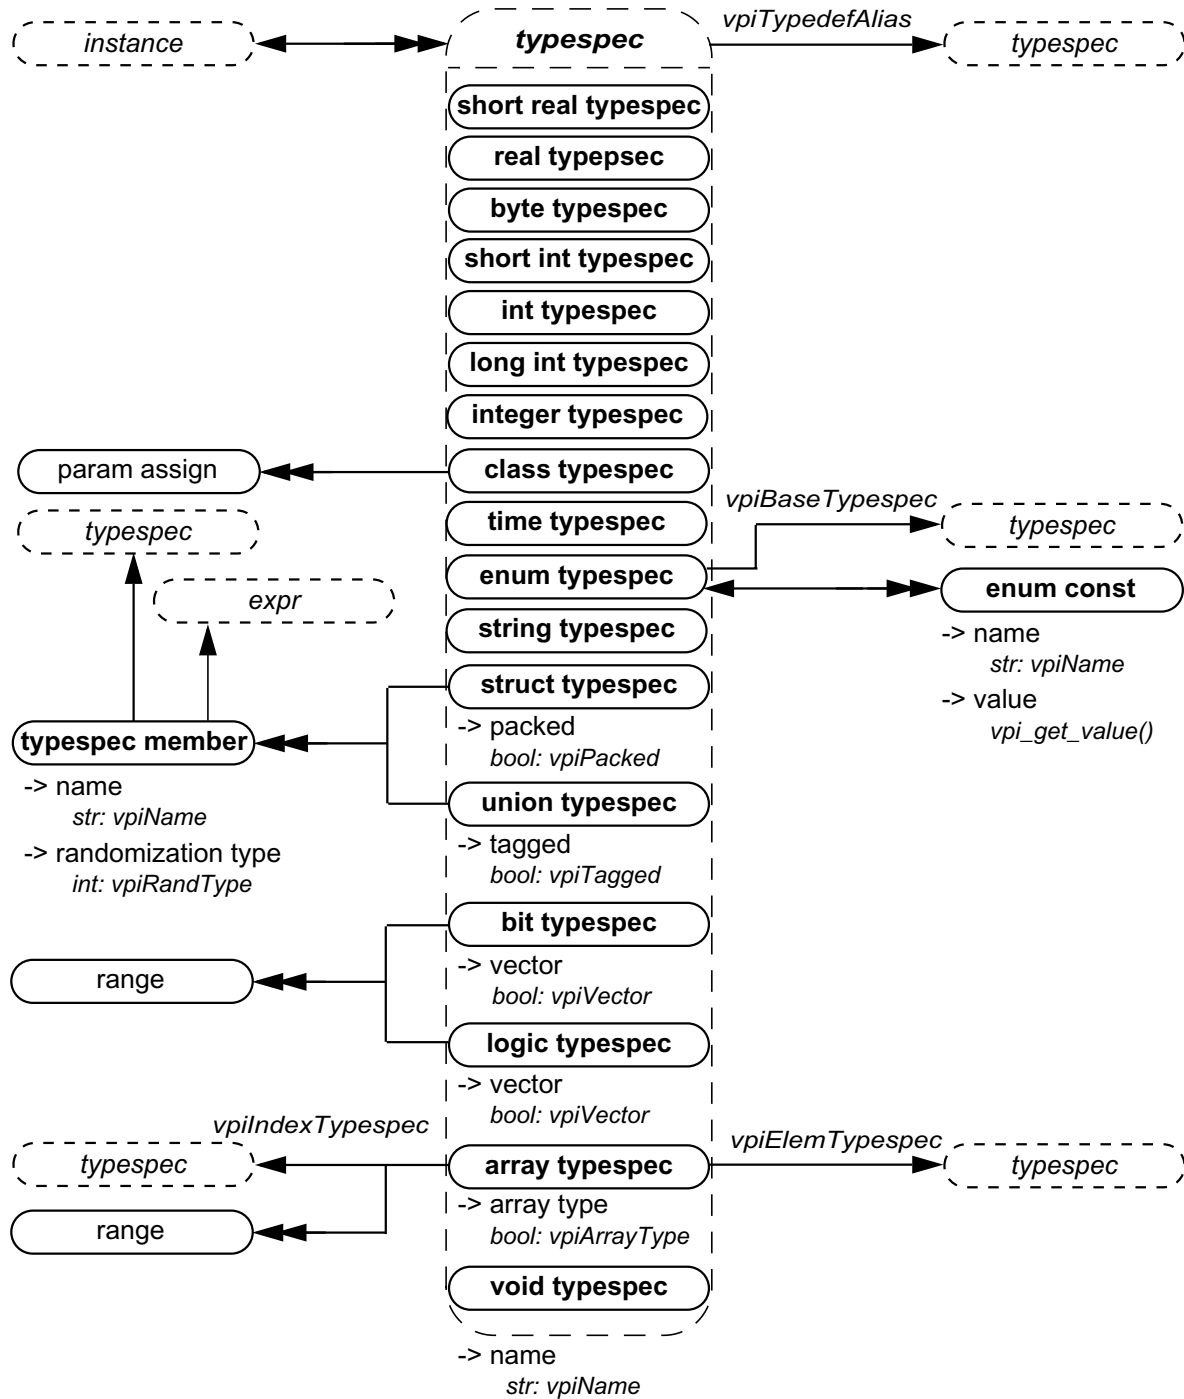 vpiTypedefAlias
instance
typespec
typespec
short real typespec
real typepsec
byte typespec
short int typespec
int typespec
long int typespec
integer typespec
param assign
class typespec
vpiBaseTypespec
typespec
time typespec
typespec
enum typespec
expr
enum const
-> name
str: vpiName
-> value
vpi_get_value()
string typespec
struct typespec
-> packed
bool: vpiPacked
typespec member
-> name
str: vpiName
-> randomization type
int: vpiRandType
union typespec
-> tagged
bool: vpiTagged
bit typespec
-> vector
bool: vpiVector
range
logic typespec
-> vector
bool: vpiVector
vpiIndexTypespec
typespec
array typespec
vpiElemTypespec
typespec
-> array type
bool: vpiArrayType
range
void typespec
-> name
str: vpiName